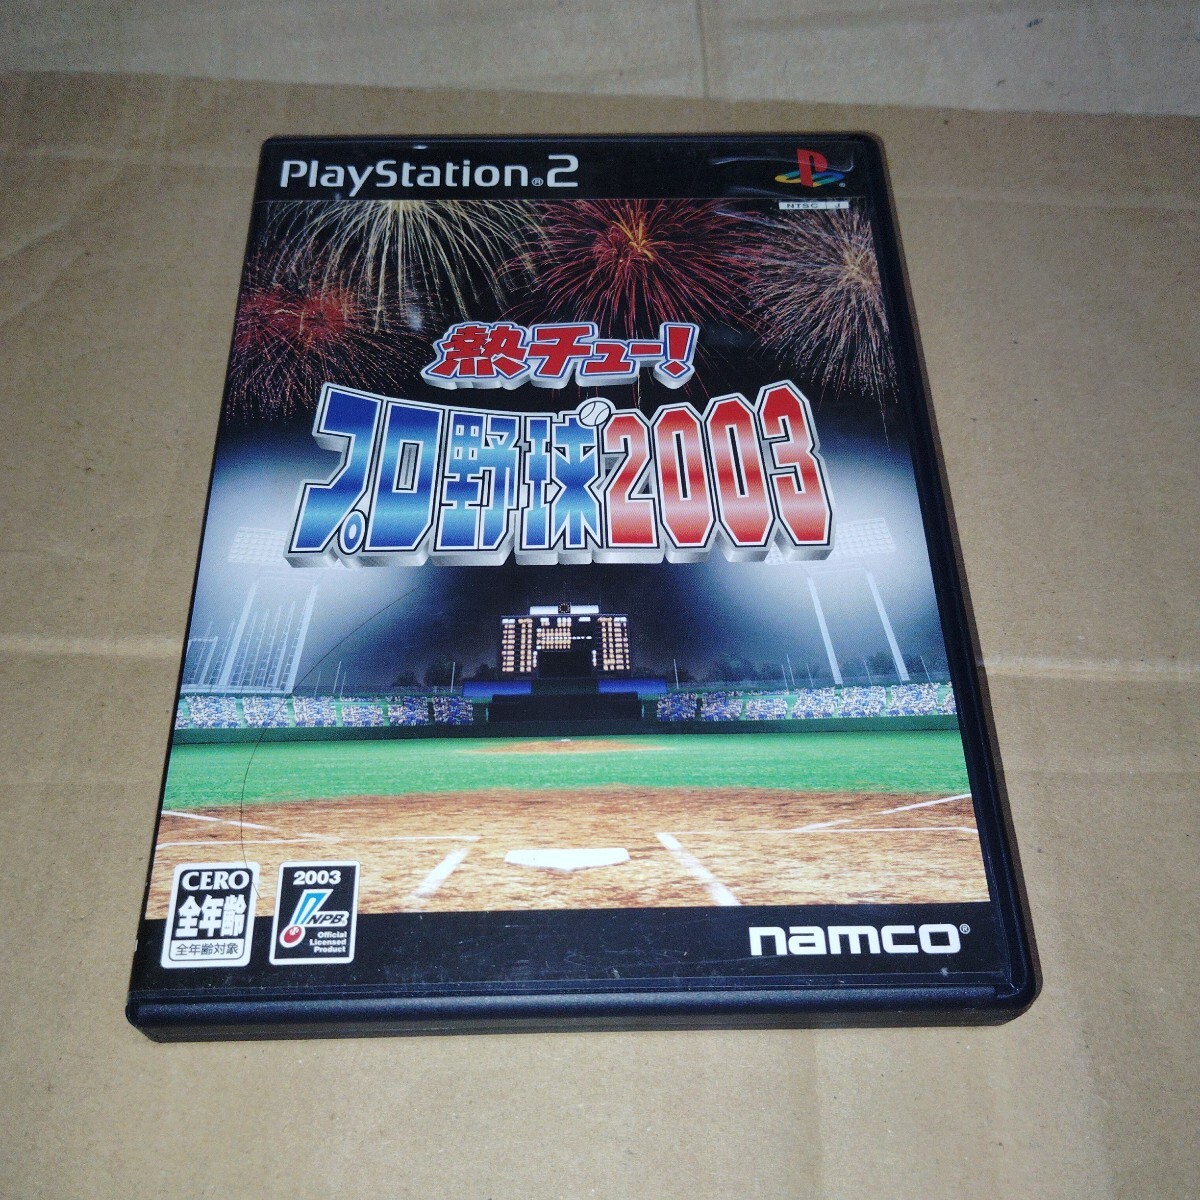 PlayStation®2
NTSC J
熱チュー!
プロ野球2003
CERO
全年齢
全年齢対象
2003
NPB
Official
Licensed
Product
namco®